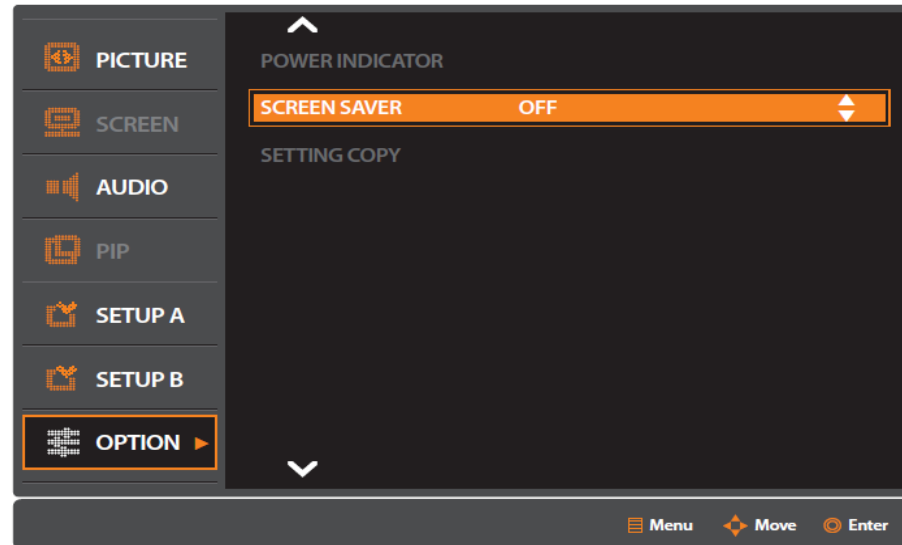 PICTURE
SCREEN
AUDIO
PIP
SETUP A
SETUP B
OPTION
POWER INDICATOR
SCREEN SAVER OFF
SETTING COPY
Menu Move Enter